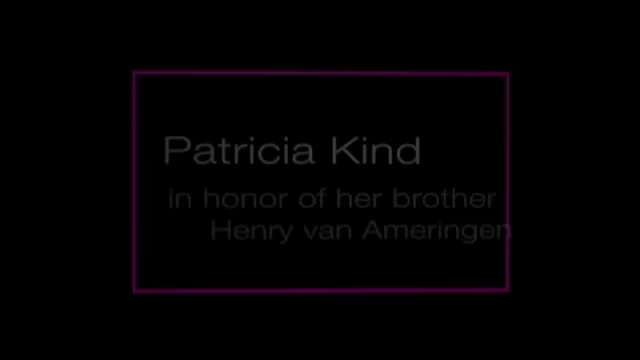 Patricia Kind
in honor of her brother
Henry van Ameringen